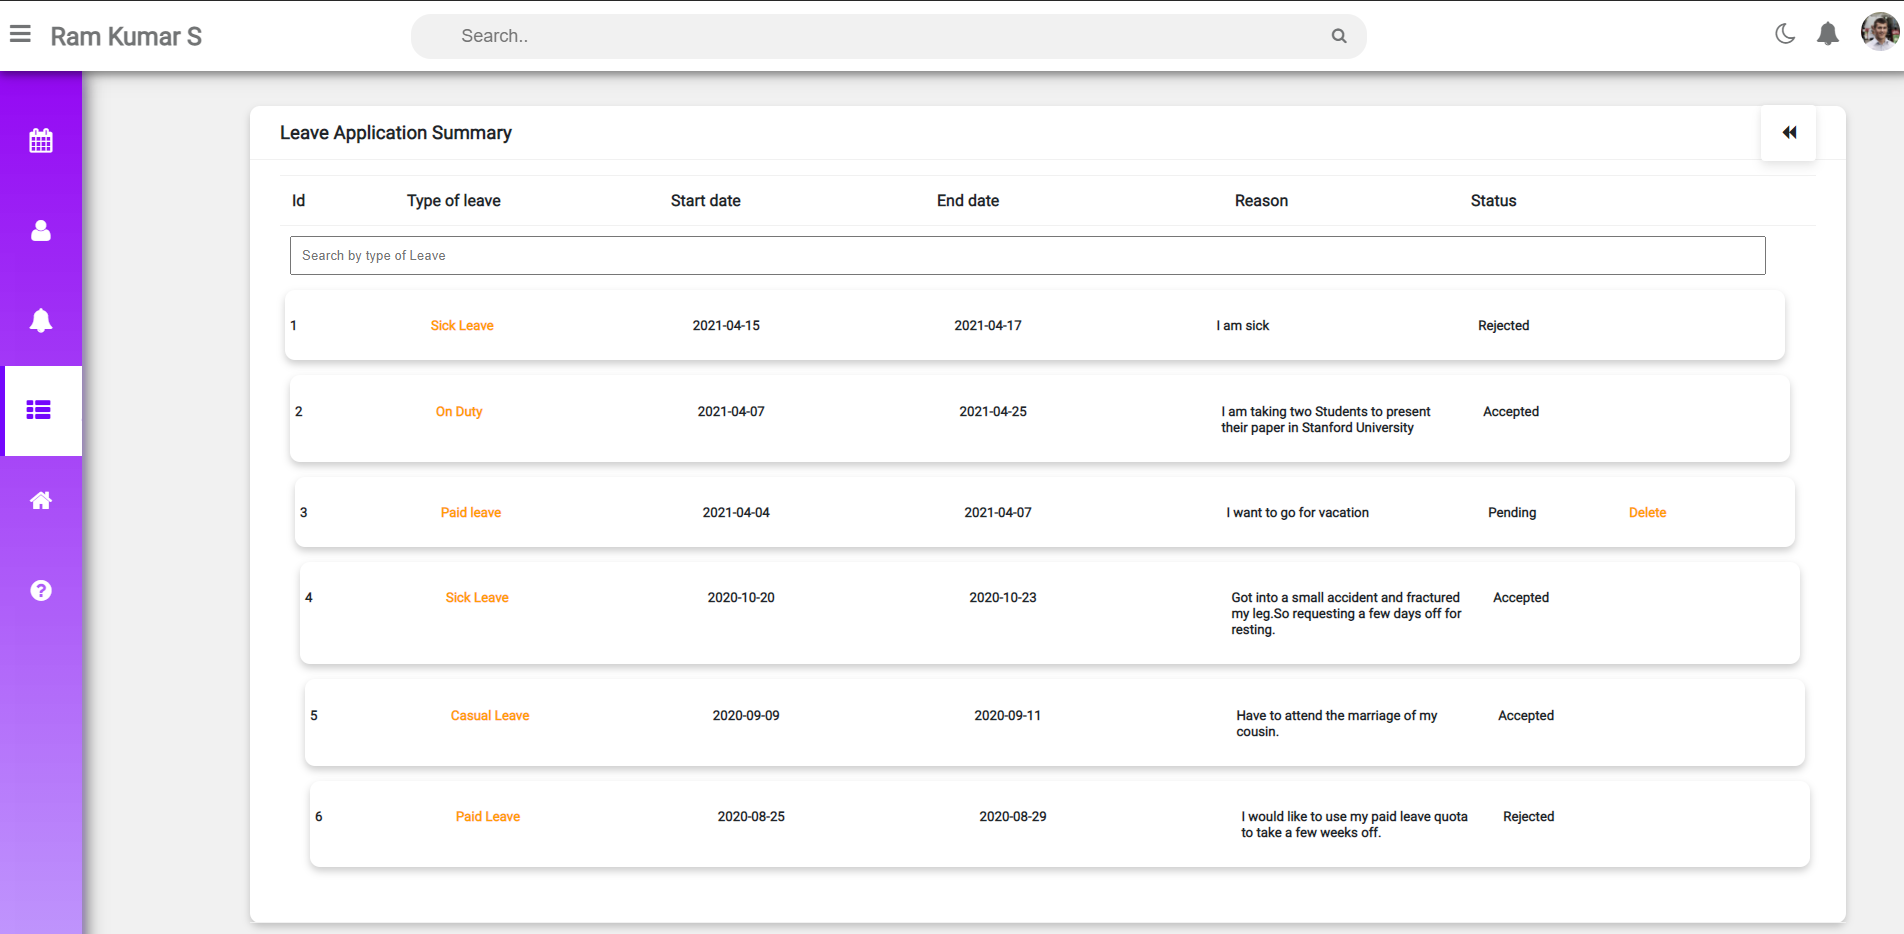 Ram Kumar S
Search..
Leave Application Summary
Id Type of leave Start date End date Reason Status
Search by type of Leave
1 Sick Leave 2021-04-15 2021-04-17 I am sick Rejected
2 On Duty 2021-04-07 2021-04-25 I am taking two Students to present Accepted
their paper in Stanford University
3 Paid leave 2021-04-04 2021-04-07 I want to go for vacation Pending Delete
4 Sick Leave 2020-10-20 2020-10-23 Got into a small accident and fractured Accepted
my leg.So requesting a few days off for
resting.
5 Casual Leave 2020-09-09 2020-09-11 Have to attend the marriage of my Accepted
cousin.
6 Paid Leave 2020-08-25 2020-08-29 I would like to use my paid leave quota Rejected
to take a few weeks off.